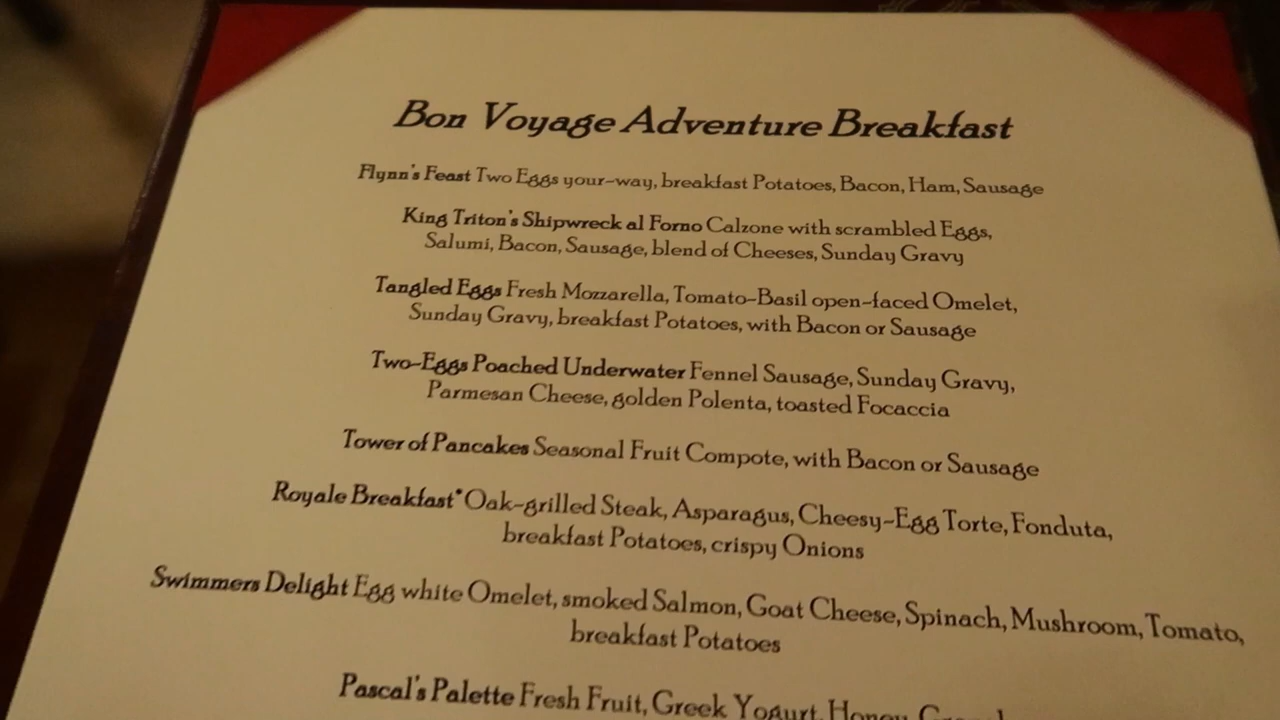 Bon Voyage Adventure Breakfast
Flynn's Feast Two Eggs your-way, breakfast Potatoes, Bacon, Ham, Sausage
King Triton's Shipwreck al Forno Calzone with scrambled Eggs,
Salumi, Bacon, Sausage, blend of Cheeses, Sunday Gravy
Tangled Eggs Fresh Mozzarella, Tomato-Basil open-faced Omelet,
Sunday Gravy, breakfast Potatoes, with Bacon or Sausage
Two-Eggs Poached Underwater Fennel Sausage, Sunday Gravy,
Parmesan Cheese, golden Polenta, toasted Focaccia
Tower of Pancakes Seasonal Fruit Compote, with Bacon or Sausage
Royale Breakfast* Oak-grilled Steak, Asparagus, Cheesy-Egg Torte, Fonduta,
breakfast Potatoes, crispy Onions
Swimmers Delight Egg white Omelet, smoked Salmon, Goat Cheese, Spinach, Mushroom, Tomato,
breakfast Potatoes
Pascal's Palette Fresh Fruit, Greek Yogurt, Honey